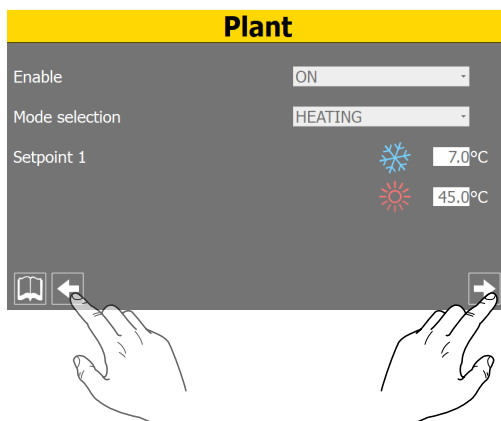 Plant
Enable ON
Mode selection HEATING
Setpoint 1 7.0°C
45.0°C